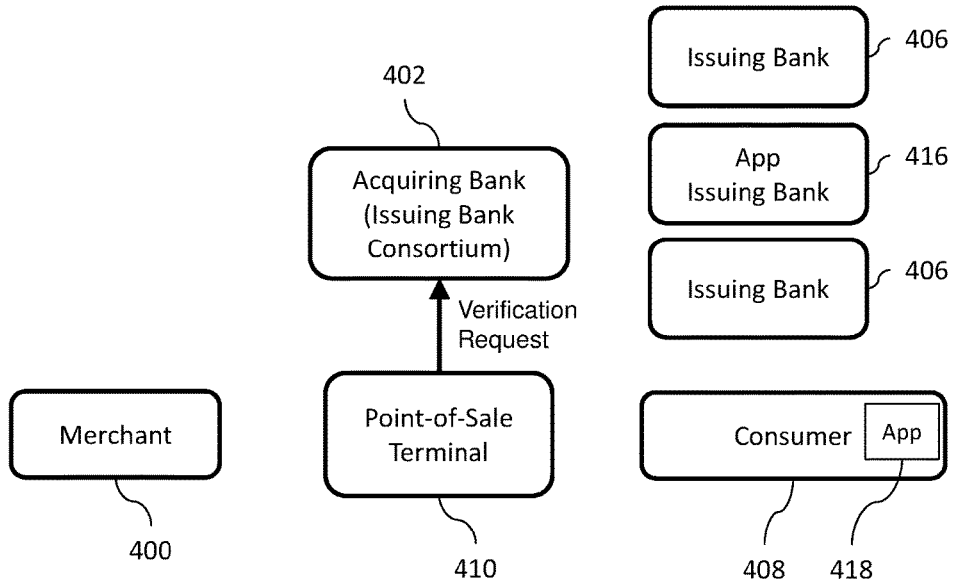 Issuing Bank
406
402
App
Issuing Bank
416
Acquiring Bank
(Issuing Bank
Consortium)
Issuing Bank
406
Verification
Request
Merchant
Point-of-Sale
Terminal
Consumer
App
400
410
408
418